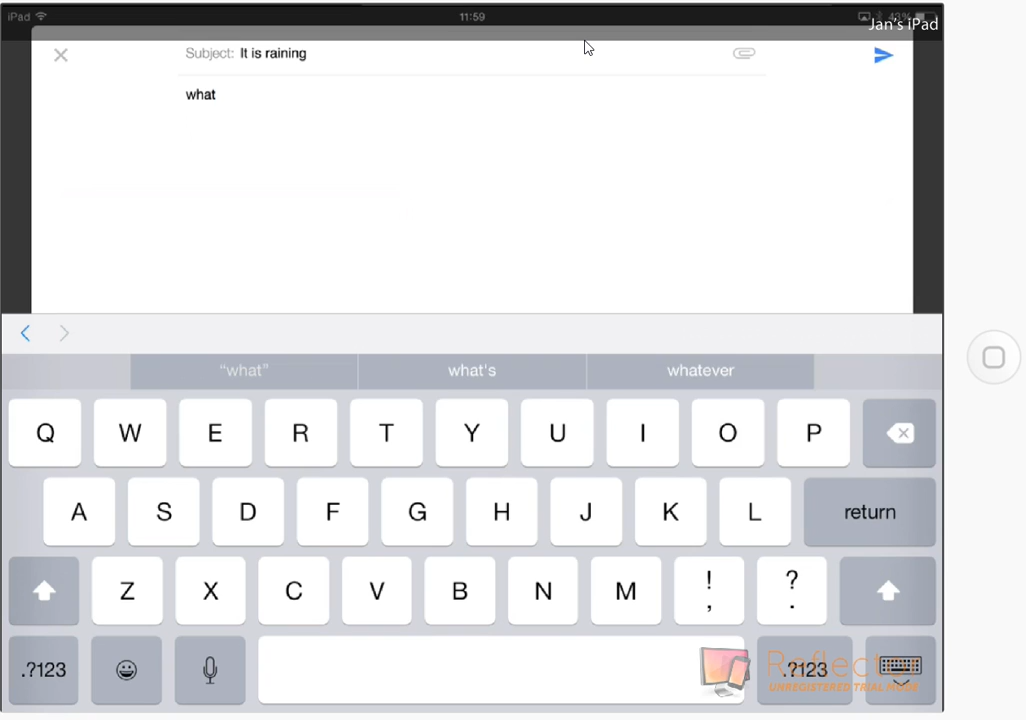 iPad 11:59 43%
Jan's iPad
Subject: It is raining
what
"what" what's whatever
Q W E R T Y U I O P
A S D F G H J K L return
Z X C V B N M ! , ? .
.?123 .?123
Reflector
UNREGISTERED TRIAL MODE